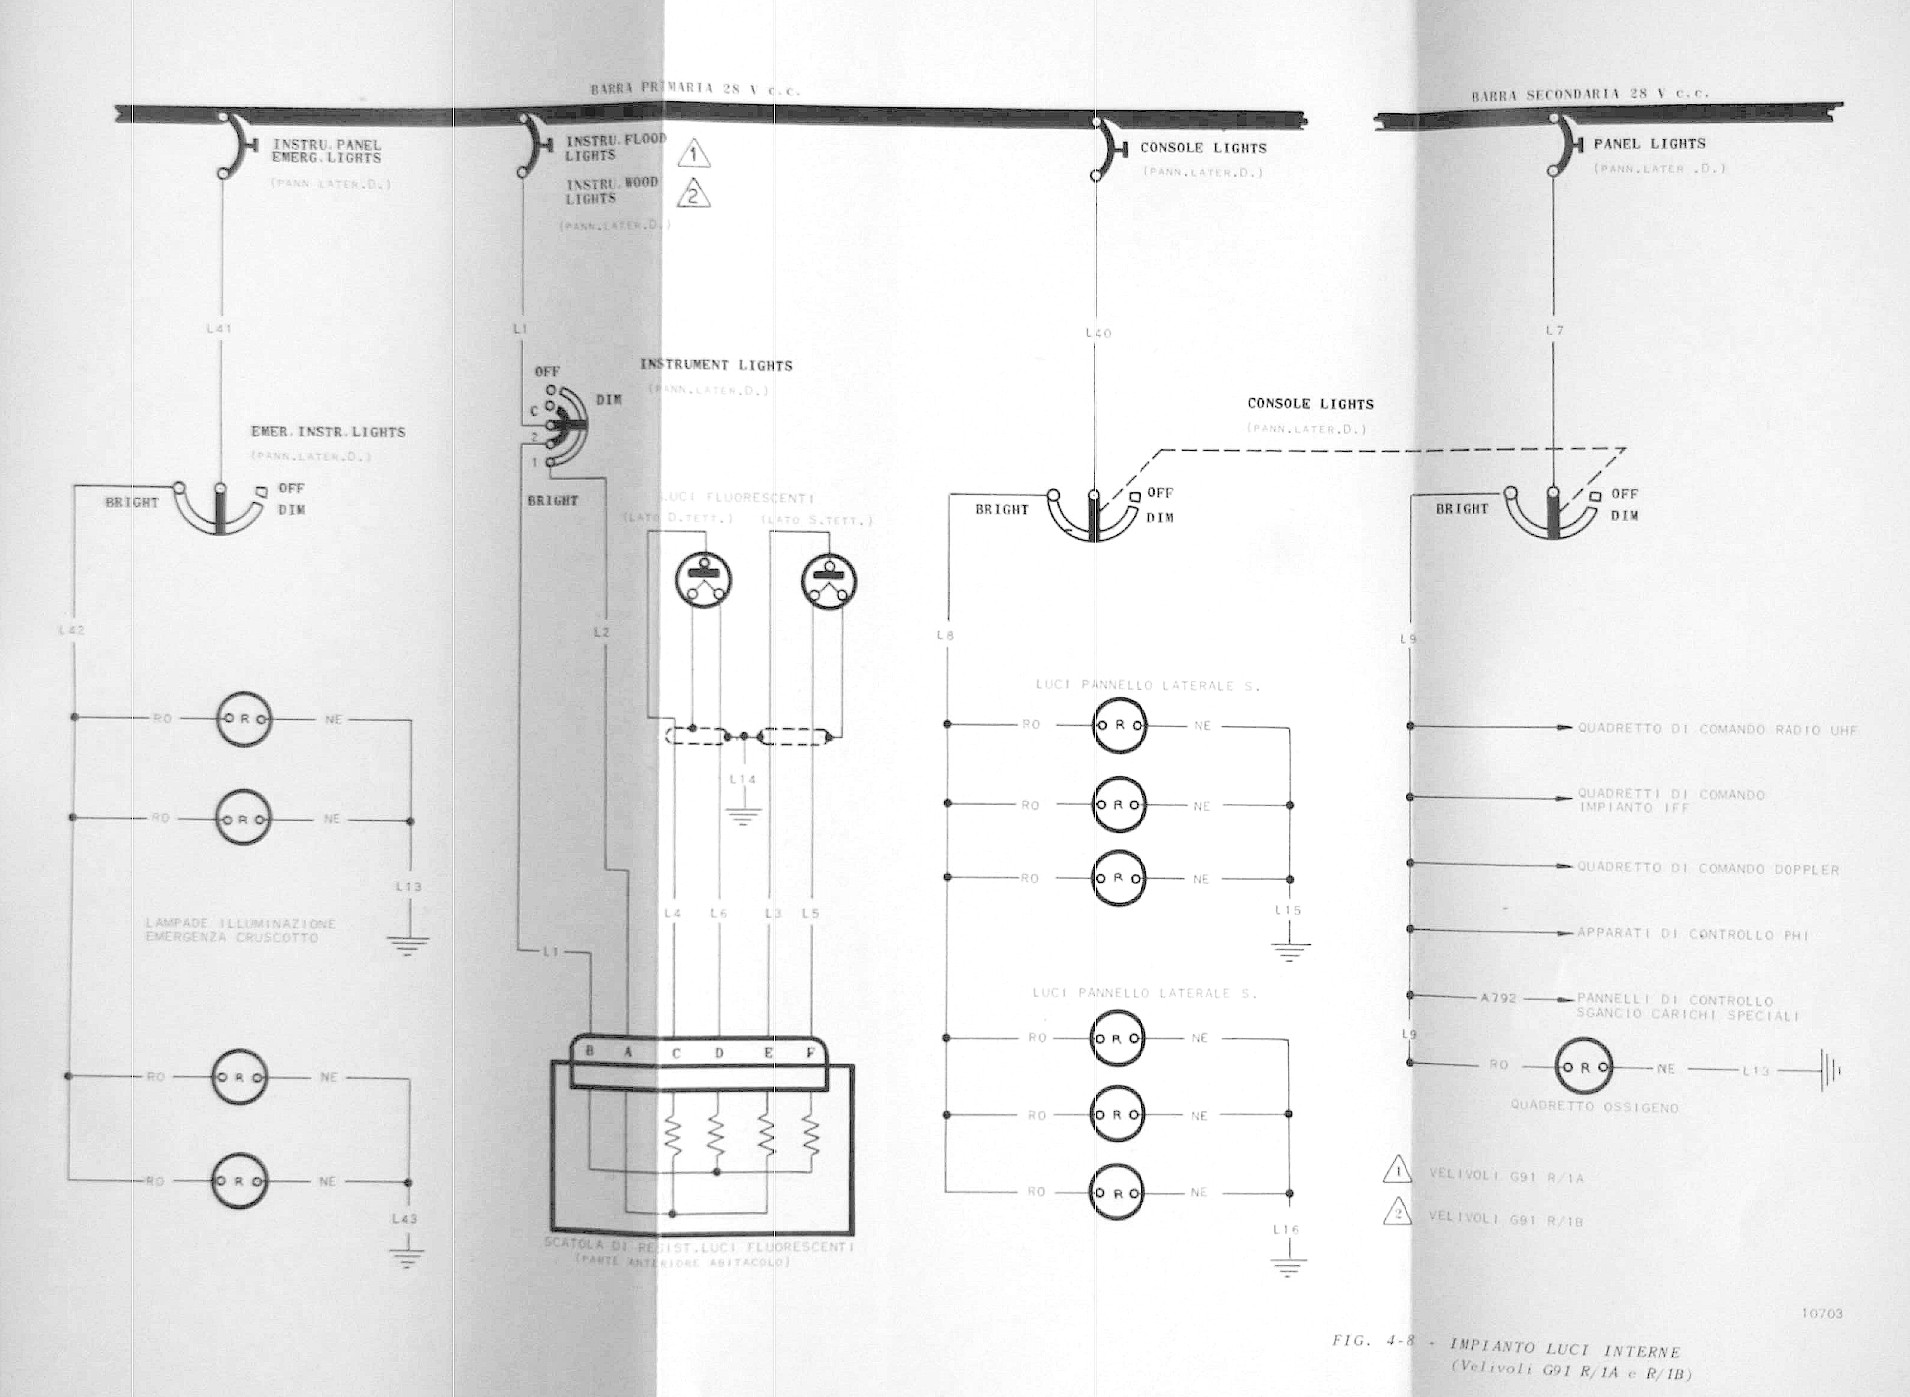 BARRA PRIMARIA 28 V c.c.
BARRA SECONDARIA 28 V c.c.
INSTRU. PANEL
EMERG. LIGHTS
(PANN.LATER.D.)
INSTRU. FLOOD
LIGHTS
1
INSTRU. WOOD
LIGHTS
2
(PANN.LATER.D.)
CONSOLE LIGHTS
(PANN.LATER.D.)
PANEL LIGHTS
(PANN.LATER.D.)
L41
L1
L40
L7
INSTRUMENT LIGHTS
(PANN.LATER.D.)
OFF
C
2
1
DIM
BRIGHT
EMER. INSTR. LIGHTS
(PANN.LATER.D.)
BRIGHT
OFF
DIM
CONSOLE LIGHTS
(PANN.LATER.D.)
BRIGHT
OFF
DIM
BRIGHT
OFF
DIM
LUCI FLUORESCENTI
(LATO D.TETT.) (LATO S.TETT.)
L42
L2
L8
L9
RO R NE
RO R NE
L13
LAMPADE ILLUMINAZIONE
EMERGENZA CRUSCOTTO
RO R NE
RO R NE
L43
L14
L4 L6 L3 L5
L1
B A C D E F
SCATOLA DI RESIST.LUCI FLUORESCENTI
(PARTE ANTERIORE ABITACOLO)
LUCI PANNELLO LATERALE S.
RO R NE
RO R NE
RO R NE
L15
LUCI PANNELLO LATERALE S.
RO R NE
RO R NE
RO R NE
L16
QUADRETTO DI COMANDO RADIO UHF
QUADRETTI DI COMANDO
IMPIANTO IFF
QUADRETTO DI COMANDO DOPPLER
APPARATI DI CONTROLLO PHI
A792 PANNELLI DI CONTROLLO
SGANCIO CARICHI SPECIALI
L9
RO R NE L13
QUADRETTO OSSIGENO
1 VELIVOLI G91 R/1A
2 VELIVOLI G91 R/1B
10703
FIG. 4-8 - IMPIANTO LUCI INTERNE
(Velivoli G91 R/1A e R/1B)